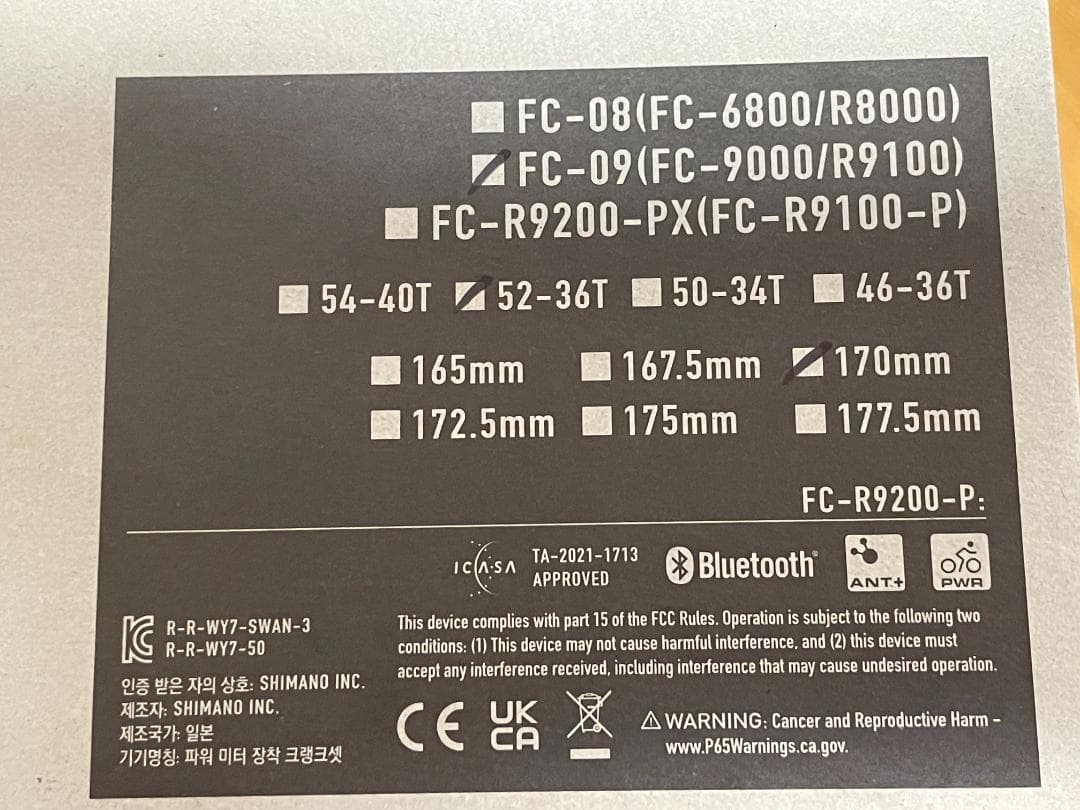 FC-08(FC-6800/R8000)
FC-09(FC-9000/R9100)
FC-R9200-PX(FC-R9100-P)
54-40T 52-36T 50-34T 46-36T
165mm 167.5mm 170mm
172.5mm 175mm 177.5mm
FC-R9200-P:
ICASA TA-2021-1713 APPROVED
Bluetooth®
ANT+
PWR
R-R-WY7-SWAN-3
R-R-WY7-50
인증 받은 자의 상호: SHIMANO INC.
제조자: SHIMANO INC.
제조국가: 일본
기기명칭: 파워 미터 장착 크랭크셋
This device complies with part 15 of the FCC Rules. Operation is subject to the following two
conditions: (1) This device may not cause harmful interference, and (2) this device must
accept any interference received, including interference that may cause undesired operation.
CE UK CA
⚠ WARNING: Cancer and Reproductive Harm –
www.P65Warnings.ca.gov.